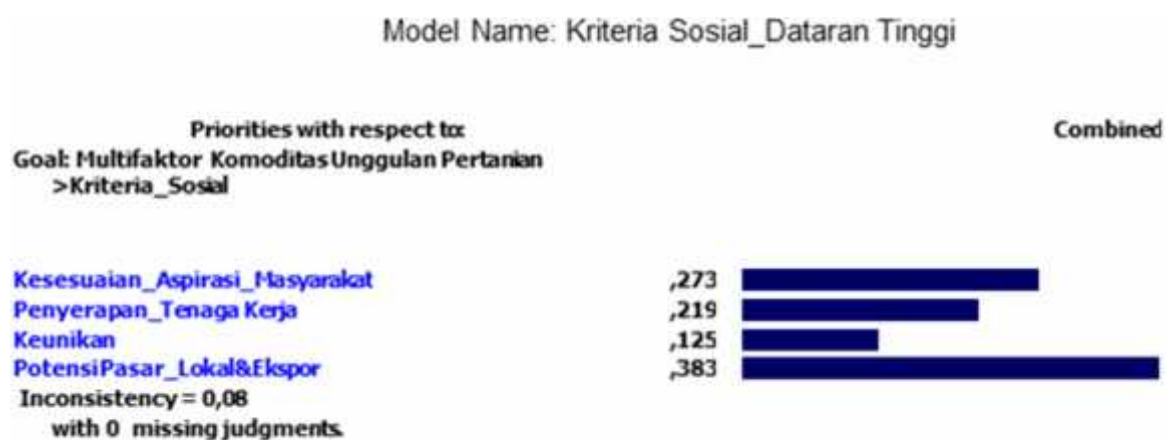 Model Name: Kriteria Sosial_Dataran Tinggi
Priorities with respect to: Combined
Goal: Multifaktor Komoditas Unggulan Pertanian
>Kriteria_Sosial
Kesesuaian_Aspirasi_Masyarakat ,273
Penyerapan_Tenaga Kerja ,219
Keunikan ,125
PotensiPasar_Lokal&Ekspor ,383
Inconsistency = 0,08
with 0 missing judgments.